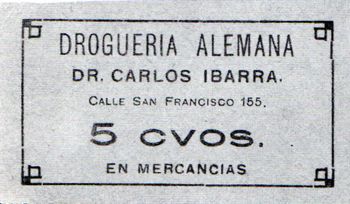 DROGUERIA ALEMANA
DR. CARLOS IBARRA.
CALLE SAN FRANCISCO 155.
5 CVOS.
EN MERCANCIAS